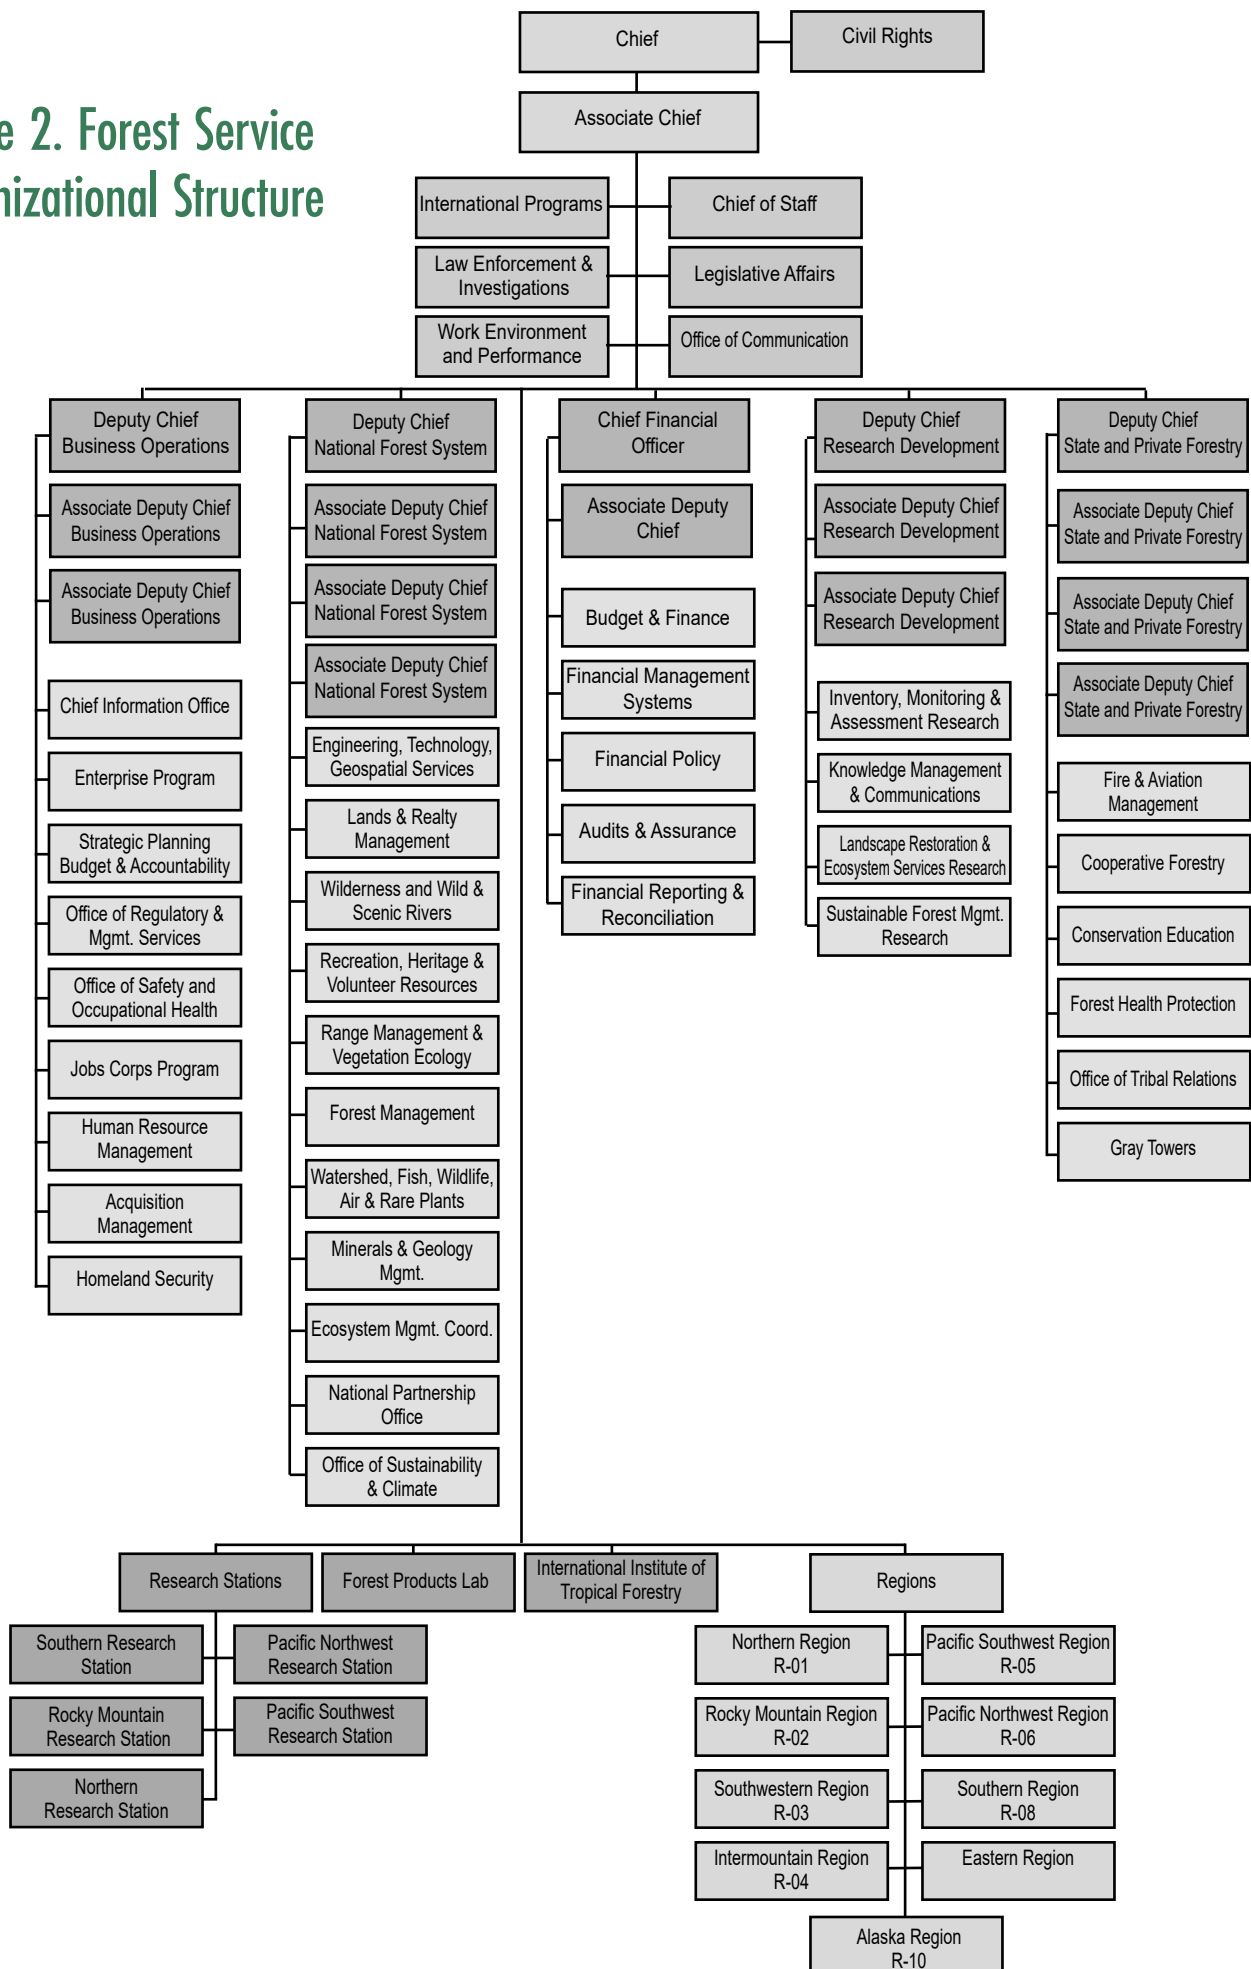 Chief
Civil Rights
e 2. Forest Service
nizational Structure
Associate Chief
International Programs
Chief of Staff
Law Enforcement &
Investigations
Legislative Affairs
Work Environment
and Performance
Office of Communication
Deputy Chief
Business Operations
Associate Deputy Chief
Business Operations
Associate Deputy Chief
Business Operations
Chief Information Office
Enterprise Program
Strategic Planning
Budget & Accountability
Office of Regulatory &
Mgmt. Services
Office of Safety and
Occupational Health
Jobs Corps Program
Human Resource
Management
Acquisition
Management
Homeland Security
Deputy Chief
National Forest System
Associate Deputy Chief
National Forest System
Associate Deputy Chief
National Forest System
Associate Deputy Chief
National Forest System
Engineering, Technology,
Geospatial Services
Lands & Realty
Management
Wilderness and Wild &
Scenic Rivers
Recreation, Heritage &
Volunteer Resources
Range Management &
Vegetation Ecology
Forest Management
Watershed, Fish, Wildlife,
Air & Rare Plants
Minerals & Geology
Mgmt.
Ecosystem Mgmt. Coord.
National Partnership
Office
Office of Sustainability
& Climate
Chief Financial
Officer
Associate Deputy
Chief
Budget & Finance
Financial Management
Systems
Financial Policy
Audits & Assurance
Financial Reporting &
Reconciliation
Deputy Chief
Research Development
Associate Deputy Chief
Research Development
Associate Deputy Chief
Research Development
Inventory, Monitoring &
Assessment Research
Knowledge Management
& Communications
Landscape Restoration &
Ecosystem Services Research
Sustainable Forest Mgmt.
Research
Deputy Chief
State and Private Forestry
Associate Deputy Chief
State and Private Forestry
Associate Deputy Chief
State and Private Forestry
Associate Deputy Chief
State and Private Forestry
Fire & Aviation
Management
Cooperative Forestry
Conservation Education
Forest Health Protection
Office of Tribal Relations
Gray Towers
Research Stations
Forest Products Lab
International Institute of
Tropical Forestry
Regions
Southern Research
Station
Pacific Northwest
Research Station
Rocky Mountain
Research Station
Pacific Southwest
Research Station
Northern
Research Station
Northern Region
R-01
Pacific Southwest Region
R-05
Rocky Mountain Region
R-02
Pacific Northwest Region
R-06
Southwestern Region
R-03
Southern Region
R-08
Intermountain Region
R-04
Eastern Region
Alaska Region
R-10